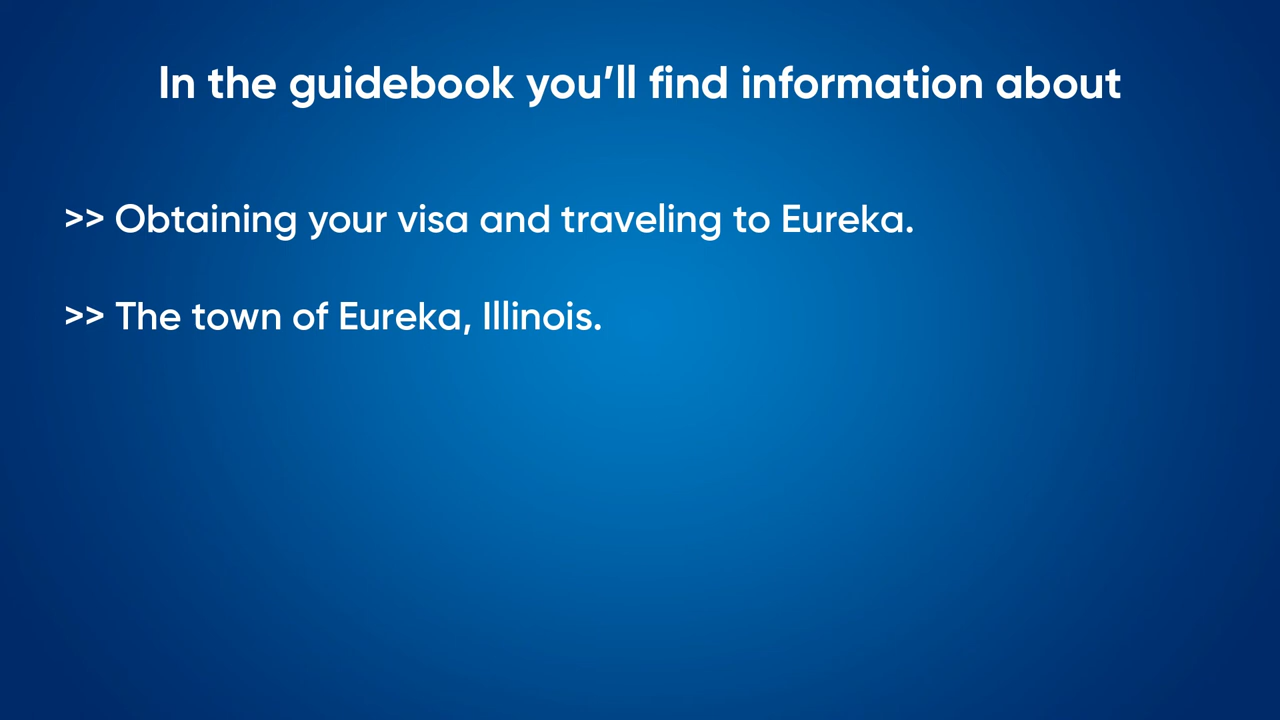 In the guidebook you’ll find information about
>> Obtaining your visa and traveling to Eureka.
>> The town of Eureka, Illinois.